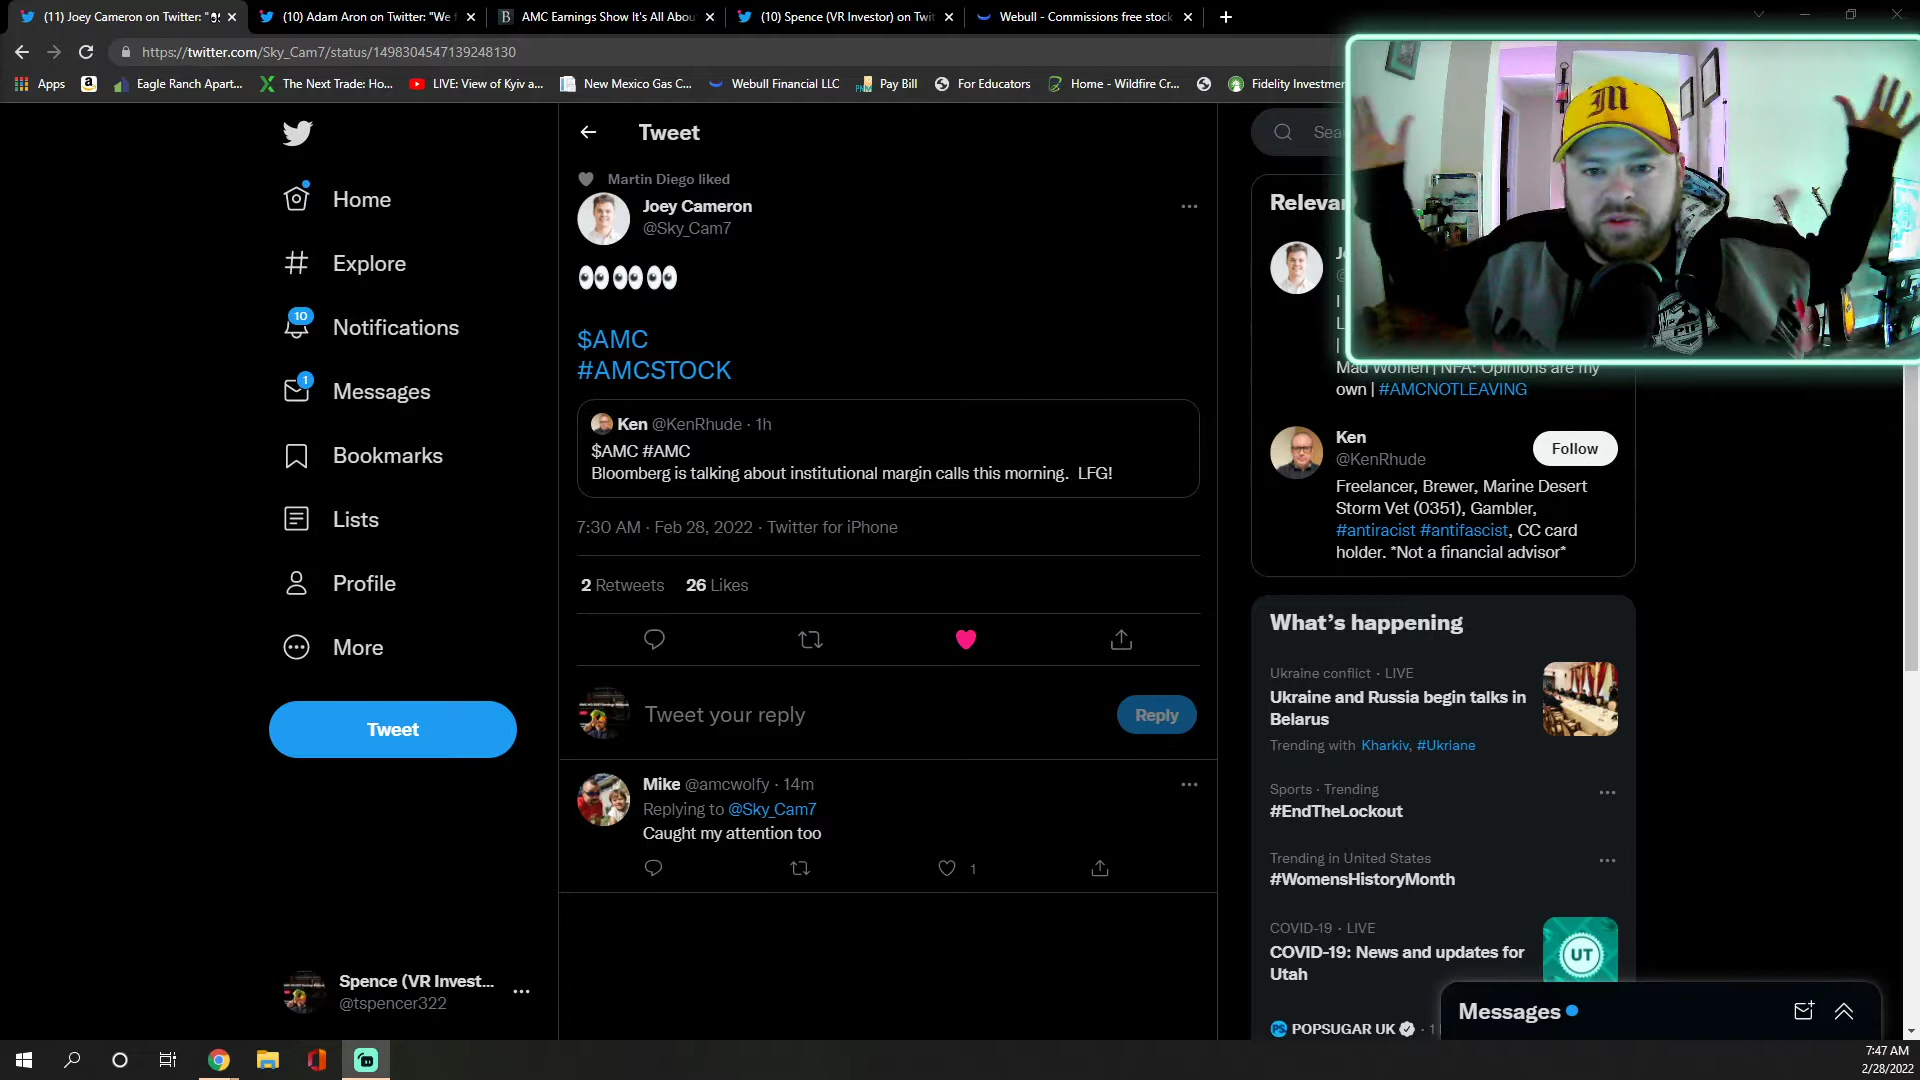 (11) Joey Cameron on Twitter: "
(10) Adam Aron on Twitter: "We
AMC Earnings Show It's All Abou
(10) Spence (VR Investor) on Twit
Webull - Commissions free stock
https://twitter.com/Sky_Cam7/status/1498304547139248130
Apps
Eagle Ranch Apart...
The Next Trade: Ho...
LIVE: View of Kyiv a...
New Mexico Gas C...
Webull Financial LLC
Pay Bill
For Educators
Home - Wildfire Cr...
Fidelity Investmen
Home
Explore
10
Notifications
1
Messages
Bookmarks
Lists
Profile
More
Tweet
Spence (VR Invest...
@tspencer322
Tweet
Martin Diego liked
Joey Cameron
@Sky_Cam7
👀👀👀
$AMC
#AMCSTOCK
Ken @KenRhude · 1h
$AMC #AMC
Bloomberg is talking about institutional margin calls this morning. LFG!
7:30 AM · Feb 28, 2022 · Twitter for iPhone
2 Retweets 26 Likes
Tweet your reply
Reply
Mike @amcwolfy · 14m
Replying to @Sky_Cam7
Caught my attention too
1
Sea
Relevan
Mad Women | NFA: Opinions are my
own | #AMCNOTLEAVING
Ken
@KenRhude
Follow
Freelancer, Brewer, Marine Desert
Storm Vet (0351), Gambler,
#antiracist #antifascist, CC card
holder. *Not a financial advisor*
What's happening
Ukraine conflict · LIVE
Ukraine and Russia begin talks in
Belarus
Trending with Kharkiv, #Ukriane
Sports · Trending
#EndTheLockout
Trending in United States
#WomensHistoryMonth
COVID-19 · LIVE
COVID-19: News and updates for
Utah
UT
POPSUGAR UK · 1
Messages
7:47 AM
2/28/2022